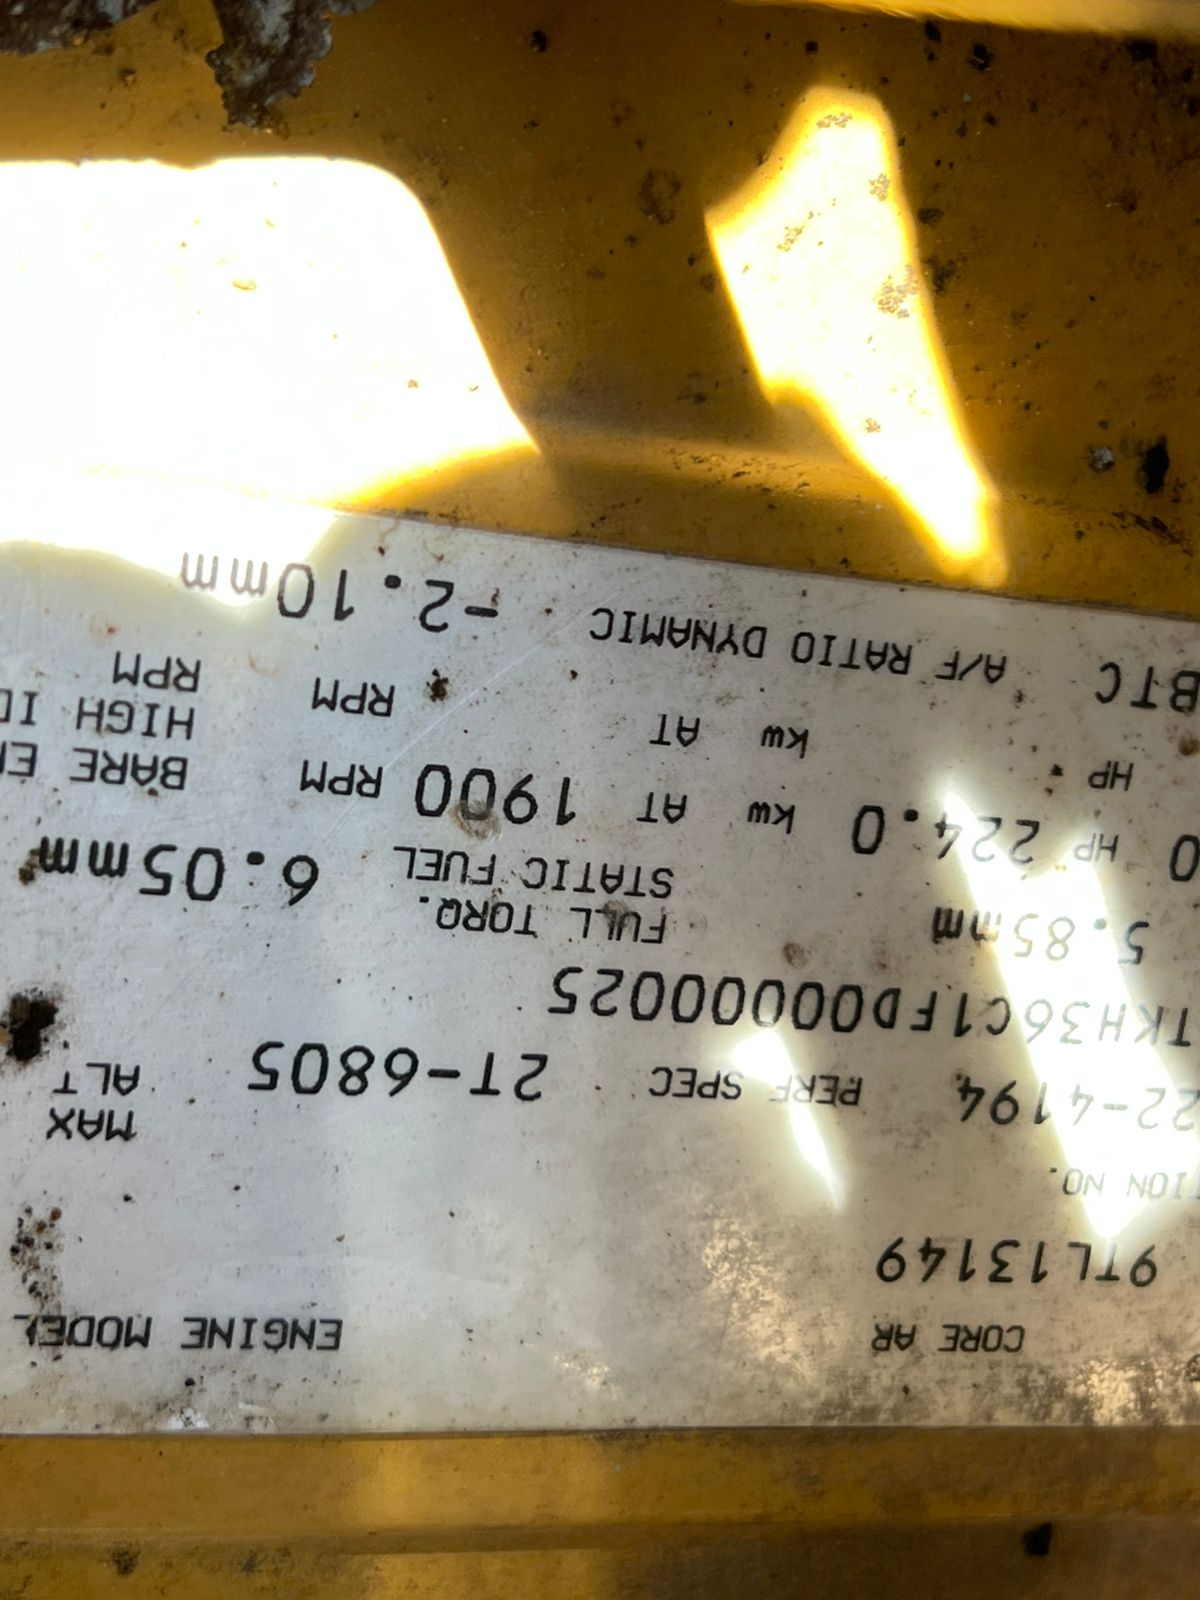 CORE AR ENGINE MODEL
9TL13149
TION NO. MAX
22-4194 PERF SPEC 2T-6805 ALT
TKH36C1FD0000025
5.85mm FULL TORQ. 6.05mm
STATIC FUEL
0 HP 224.0 kw AT 1900 RPM BARE E
HP kw AT RPM HIGH I
RPM
BTC A/F RATIO DYNAMIC -2.10mm